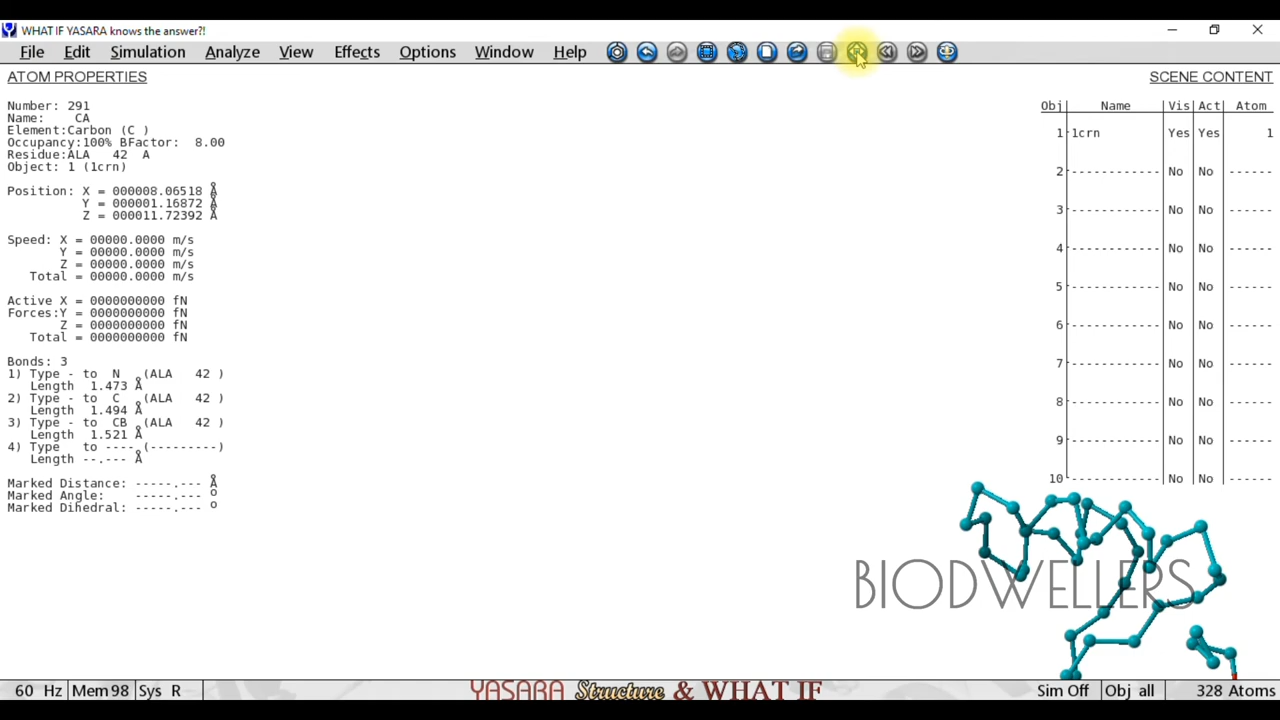 WHAT IF YASARA knows the answer?!
File Edit Simulation Analyze View Effects Options Window Help
ATOM PROPERTIES
Number: 291
Name: CA
Element:Carbon (C )
Occupancy:100% BFactor: 8.00
Residue:ALA 42 A
Object: 1 (1crn)
Position: X = 000008.06518 Å
Y = 000001.16872 Å
Z = 000011.72392 Å
Speed: X = 00000.0000 m/s
Y = 00000.0000 m/s
Z = 00000.0000 m/s
Total = 00000.0000 m/s
Active X = 0000000000 fN
Forces:Y = 0000000000 fN
Z = 0000000000 fN
Total = 0000000000 fN
Bonds: 3
1) Type - to N (ALA 42 )
Length 1.473 Å
2) Type - to C (ALA 42 )
Length 1.494 Å
3) Type - to CB (ALA 42 )
Length 1.521 Å
4) Type to ---- (---------)
Length --.--- Å
Marked Distance: -----.--- Å
Marked Angle: -----.--- o
Marked Dihedral: -----.--- o
SCENE CONTENT
Obj Name Vis Act Atom
1 1crn Yes Yes 1
2 ------------ No No ------
3 ------------ No No ------
4 ------------ No No ------
5 ------------ No No ------
6 ------------ No No ------
7 ------------ No No ------
8 ------------ No No ------
9 ------------ No No ------
10 ------------ No No ------
BIODWELLERS
60 Hz Mem98 Sys R YASARA Structure & WHAT IF Sim Off Obj all 328 Atoms